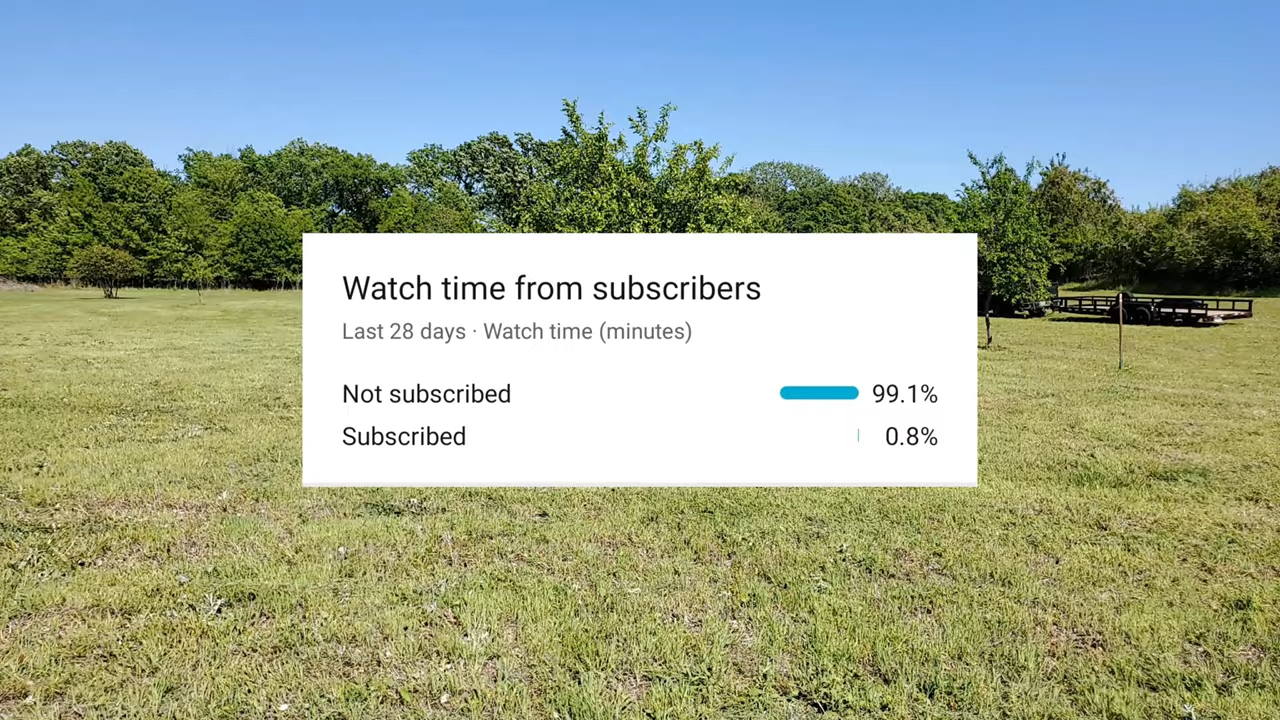 Watch time from subscribers
Last 28 days · Watch time (minutes)
Not subscribed 99.1%
Subscribed 0.8%